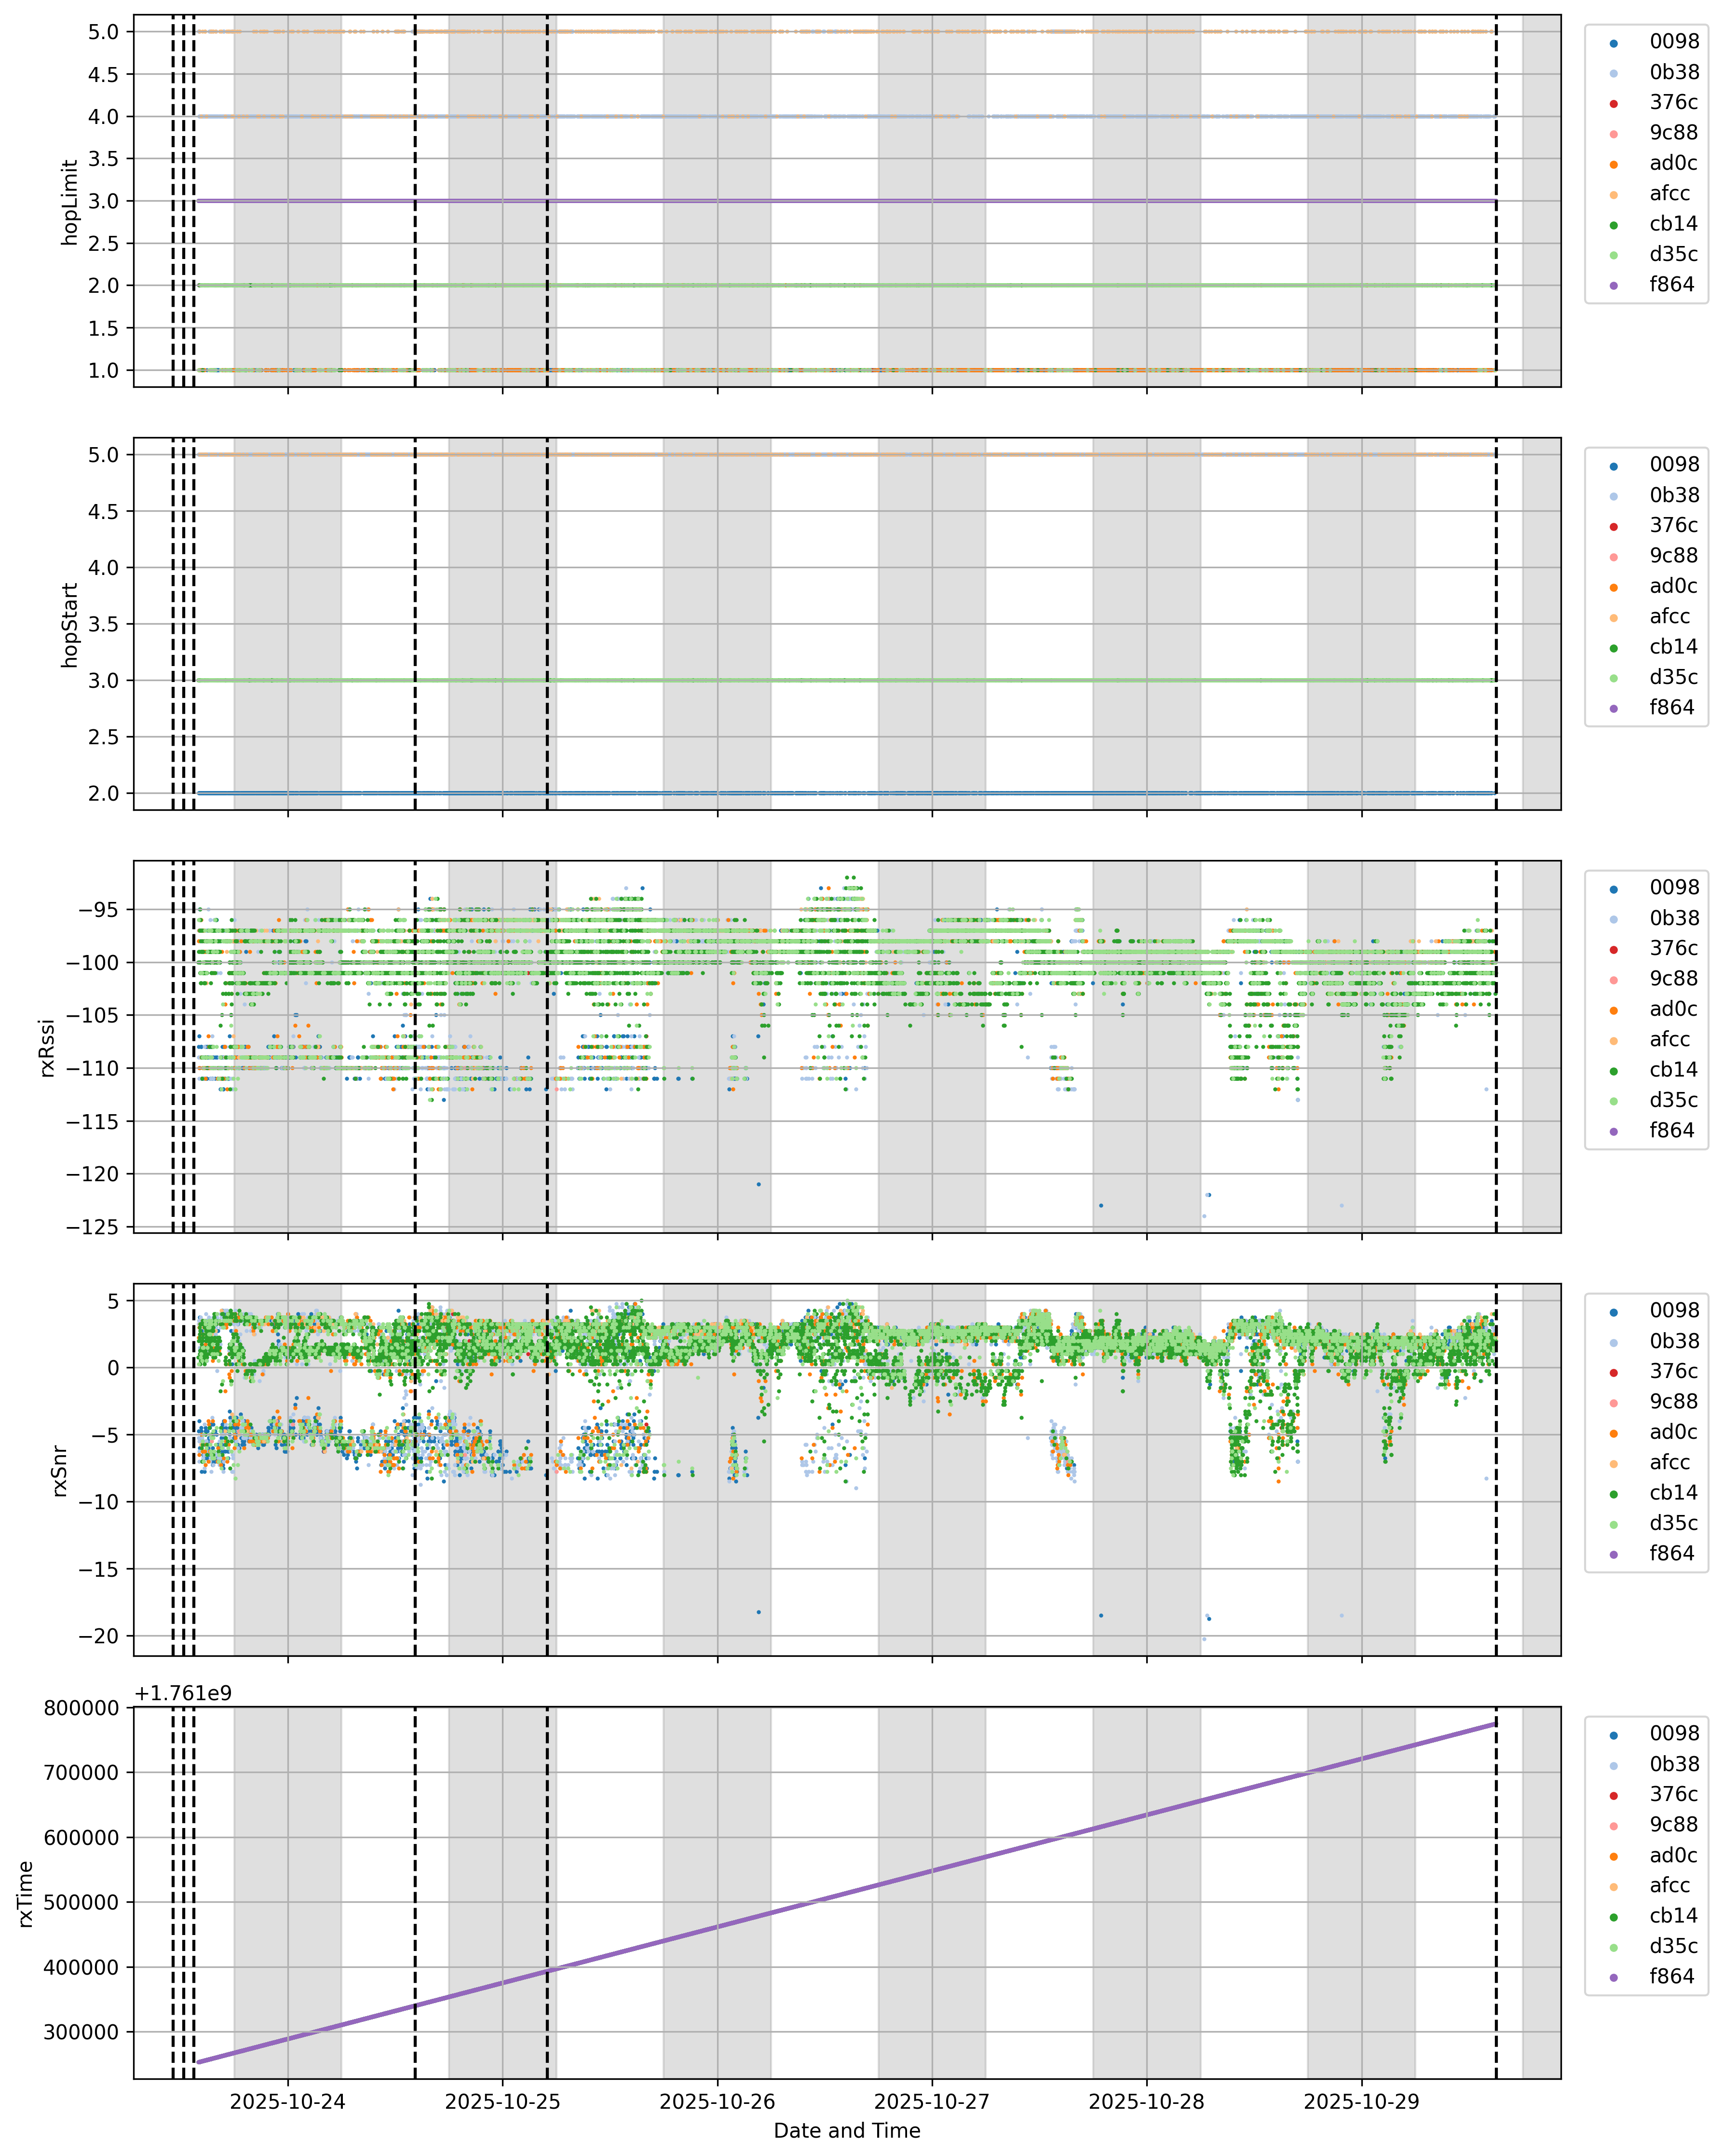 5.0
4.5
4.0
3.5
3.0
2.5
2.0
1.5
1.0
hopLimit
0098
0b38
376c
9c88
ad0c
afcc
cb14
d35c
f864
5.0
4.5
4.0
3.5
3.0
2.5
2.0
hopStart
0098
0b38
376c
9c88
ad0c
afcc
cb14
d35c
f864
−95
−100
−105
−110
−115
−120
−125
rxRssi
0098
0b38
376c
9c88
ad0c
afcc
cb14
d35c
f864
5
0
−5
−10
−15
−20
rxSnr
0098
0b38
376c
9c88
ad0c
afcc
cb14
d35c
f864
+1.761e9
800000
700000
600000
500000
400000
300000
rxTime
0098
0b38
376c
9c88
ad0c
afcc
cb14
d35c
f864
2025-10-24
2025-10-25
2025-10-26
2025-10-27
2025-10-28
2025-10-29
Date and Time